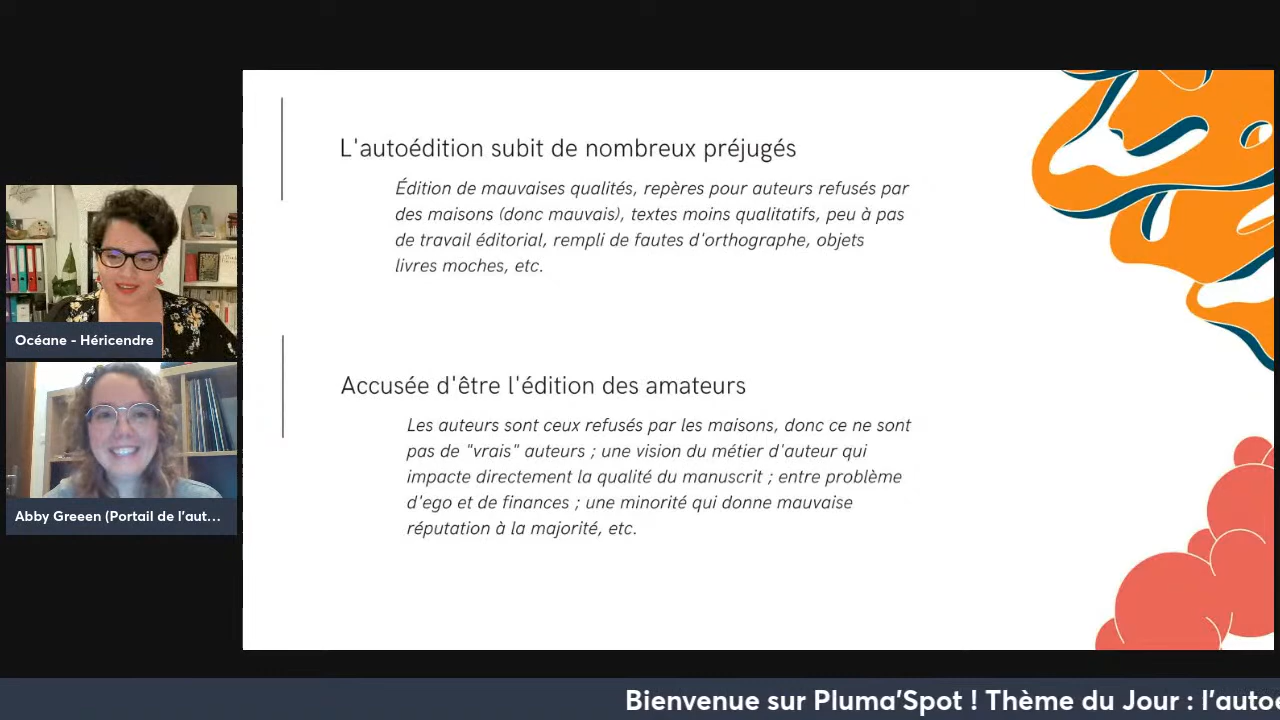 L'autoédition subit de nombreux préjugés
Édition de mauvaises qualités, repères pour auteurs refusés par
des maisons (donc mauvais), textes moins qualitatifs, peu à pas
de travail éditorial, rempli de fautes d'orthographe, objets
livres moches, etc.
Accusée d'être l'édition des amateurs
Les auteurs sont ceux refusés par les maisons, donc ce ne sont
pas de "vrais" auteurs ; une vision du métier d'auteur qui
impacte directement la qualité du manuscrit ; entre problème
d'ego et de finances ; une minorité qui donne mauvaise
réputation à la majorité, etc.
Océane - Héricendre
Abby Greeen (Portail de l'aut...
Bienvenue sur Pluma'Spot ! Thème du Jour : l'autoé